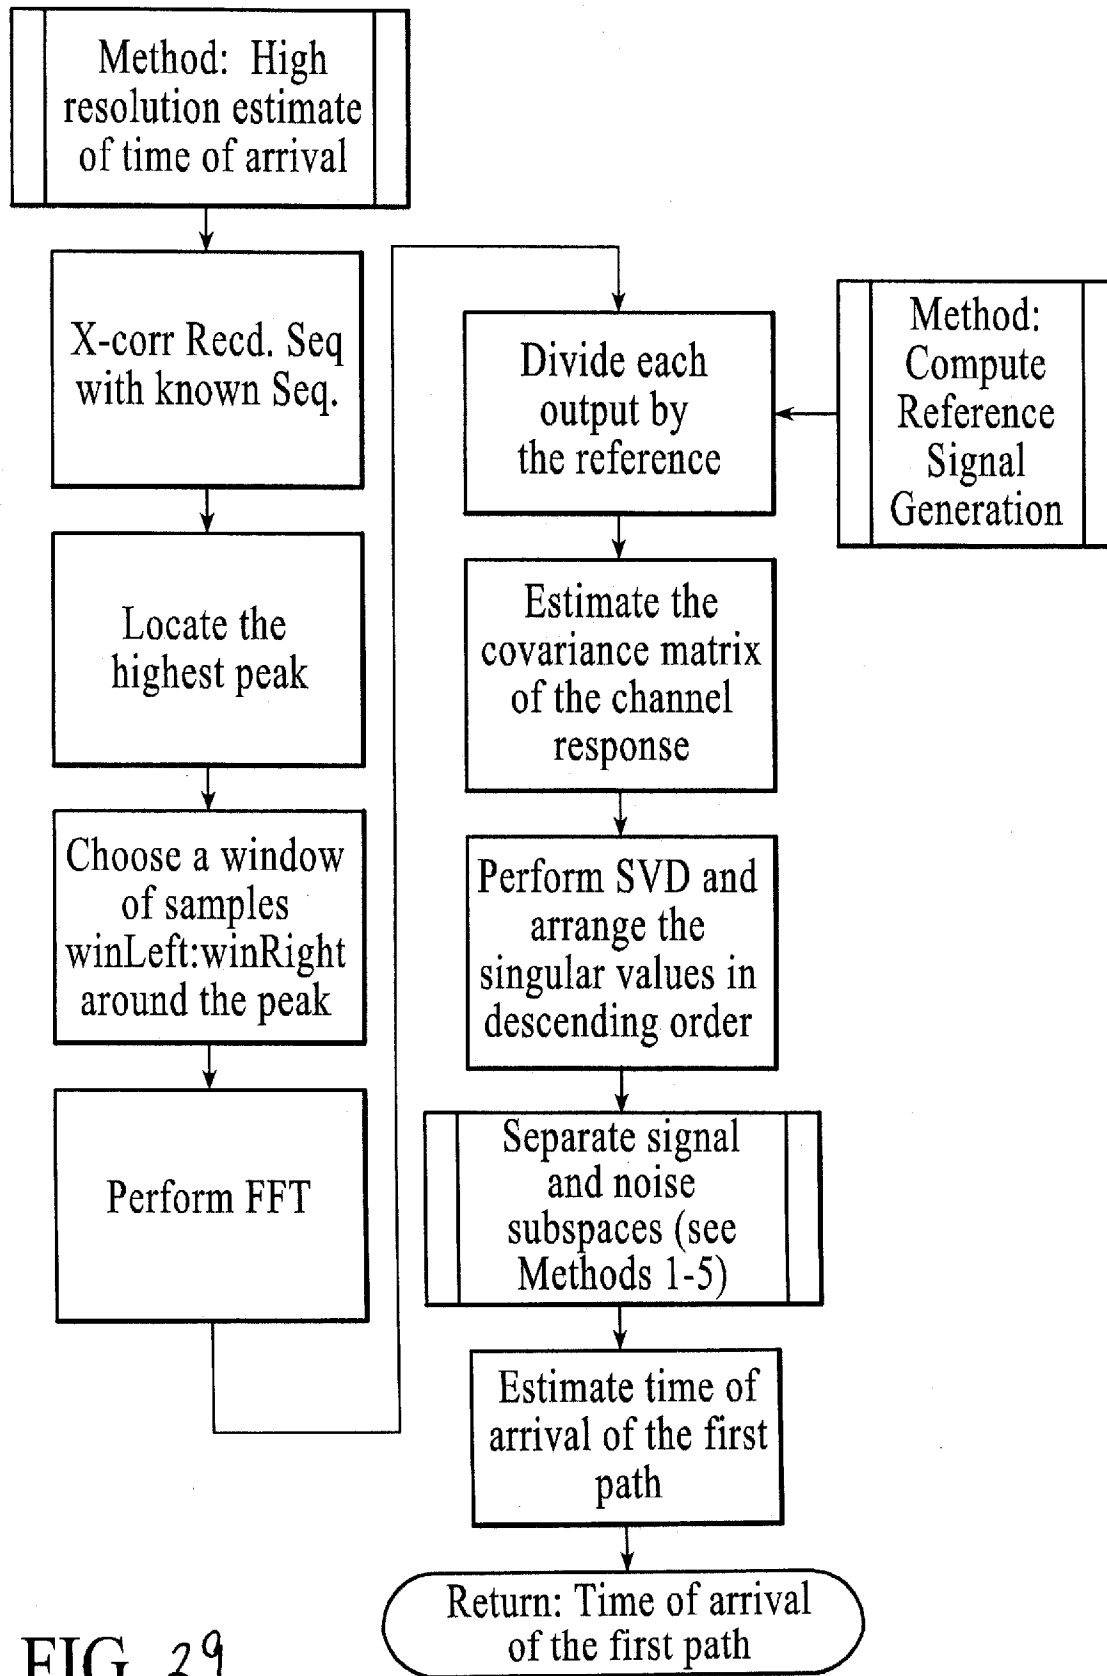 Method: High
resolution estimate
of time of arrival
X-corr Recd. Seq
with known Seq.
Locate the
highest peak
Choose a window
of samples
winLeft:winRight
around the peak
Perform FFT
Divide each
output by
the reference
Method:
Compute
Reference
Signal
Generation
Estimate the
covariance matrix
of the channel
response
Perform SVD and
arrange the
singular values in
descending order
Separate signal
and noise
subspaces (see
Methods 1-5)
Estimate time of
arrival of the first
path
Return: Time of arrival
of the first path
FIG. 29